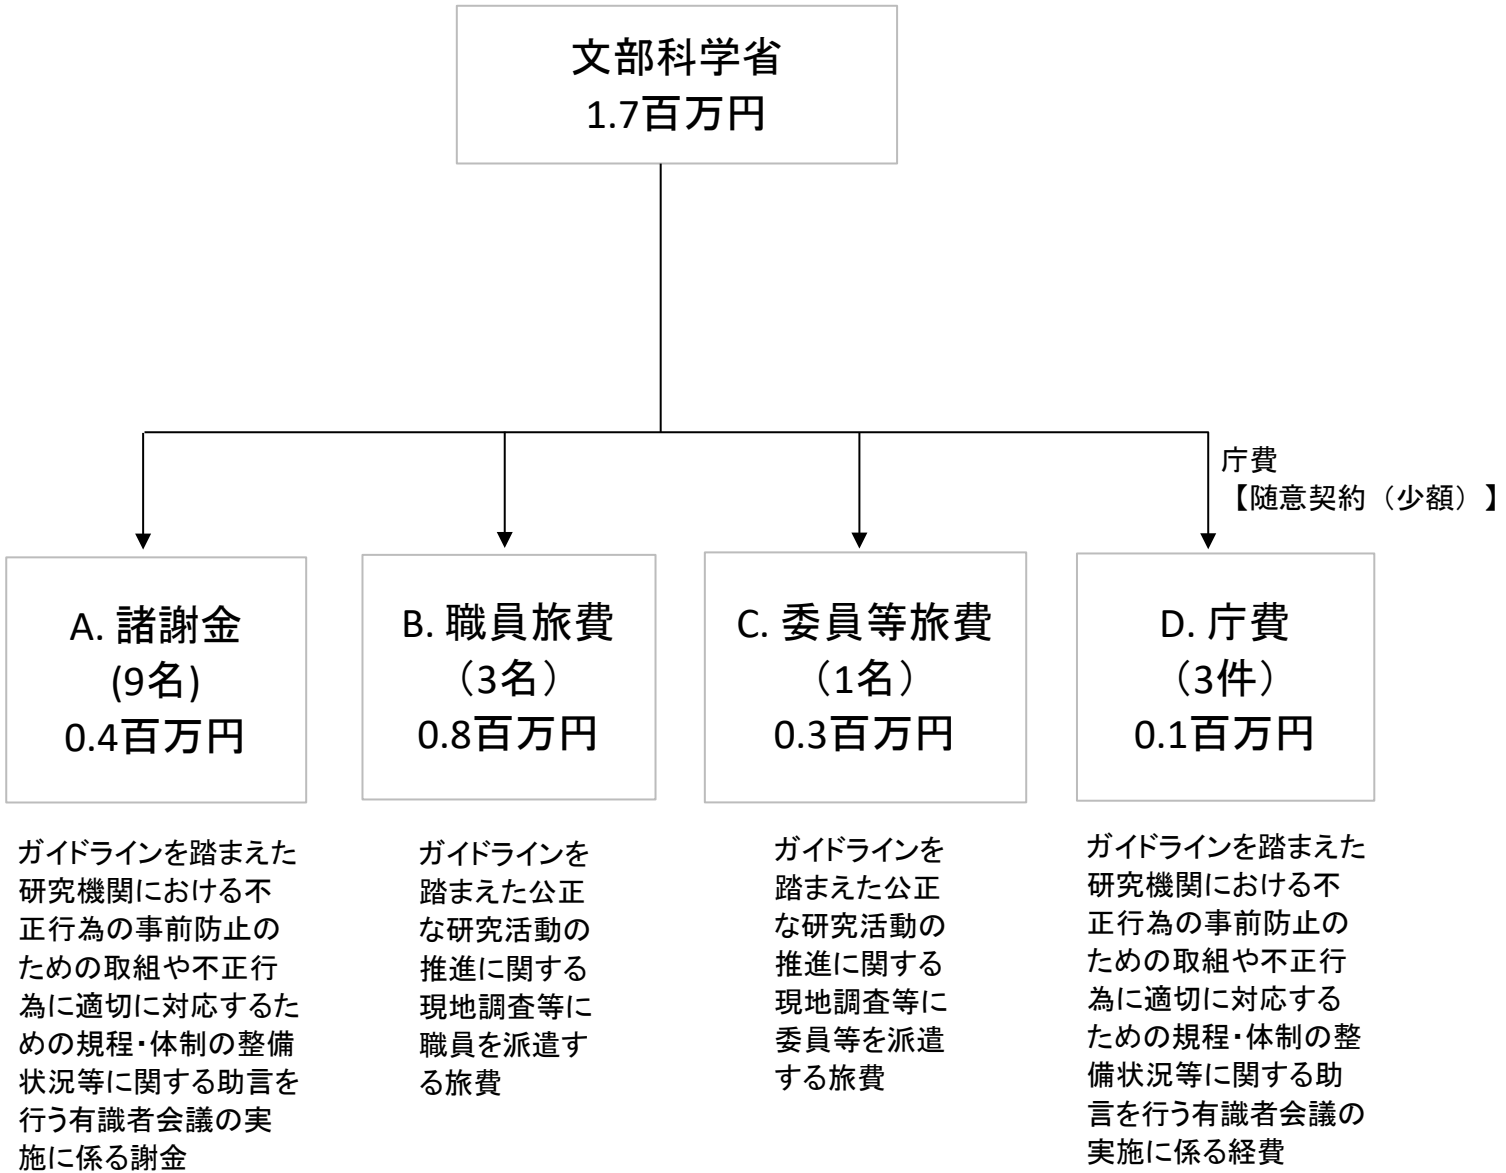 文部科学省
1.7百万円
庁費
【随意契約（少額）】
A. 諸謝金
(9名)
0.4百万円
B. 職員旅費
（3名）
0.8百万円
C. 委員等旅費
（1名）
0.3百万円
D. 庁費
（3件）
0.1百万円
ガイドラインを踏まえた
研究機関における不
正行為の事前防止の
ための取組や不正行
為に適切に対応するた
めの規程・体制の整備
状況等に関する助言を
行う有識者会議の実
施に係る謝金
ガイドラインを
踏まえた公正
な研究活動の
推進に関する
現地調査等に
職員を派遣す
る旅費
ガイドラインを
踏まえた公正
な研究活動の
推進に関する
現地調査等に
委員等を派遣
する旅費
ガイドラインを踏まえた
研究機関における不
正行為の事前防止の
ための取組や不正行
為に適切に対応する
ための規程・体制の整
備状況等に関する助
言を行う有識者会議の
実施に係る経費